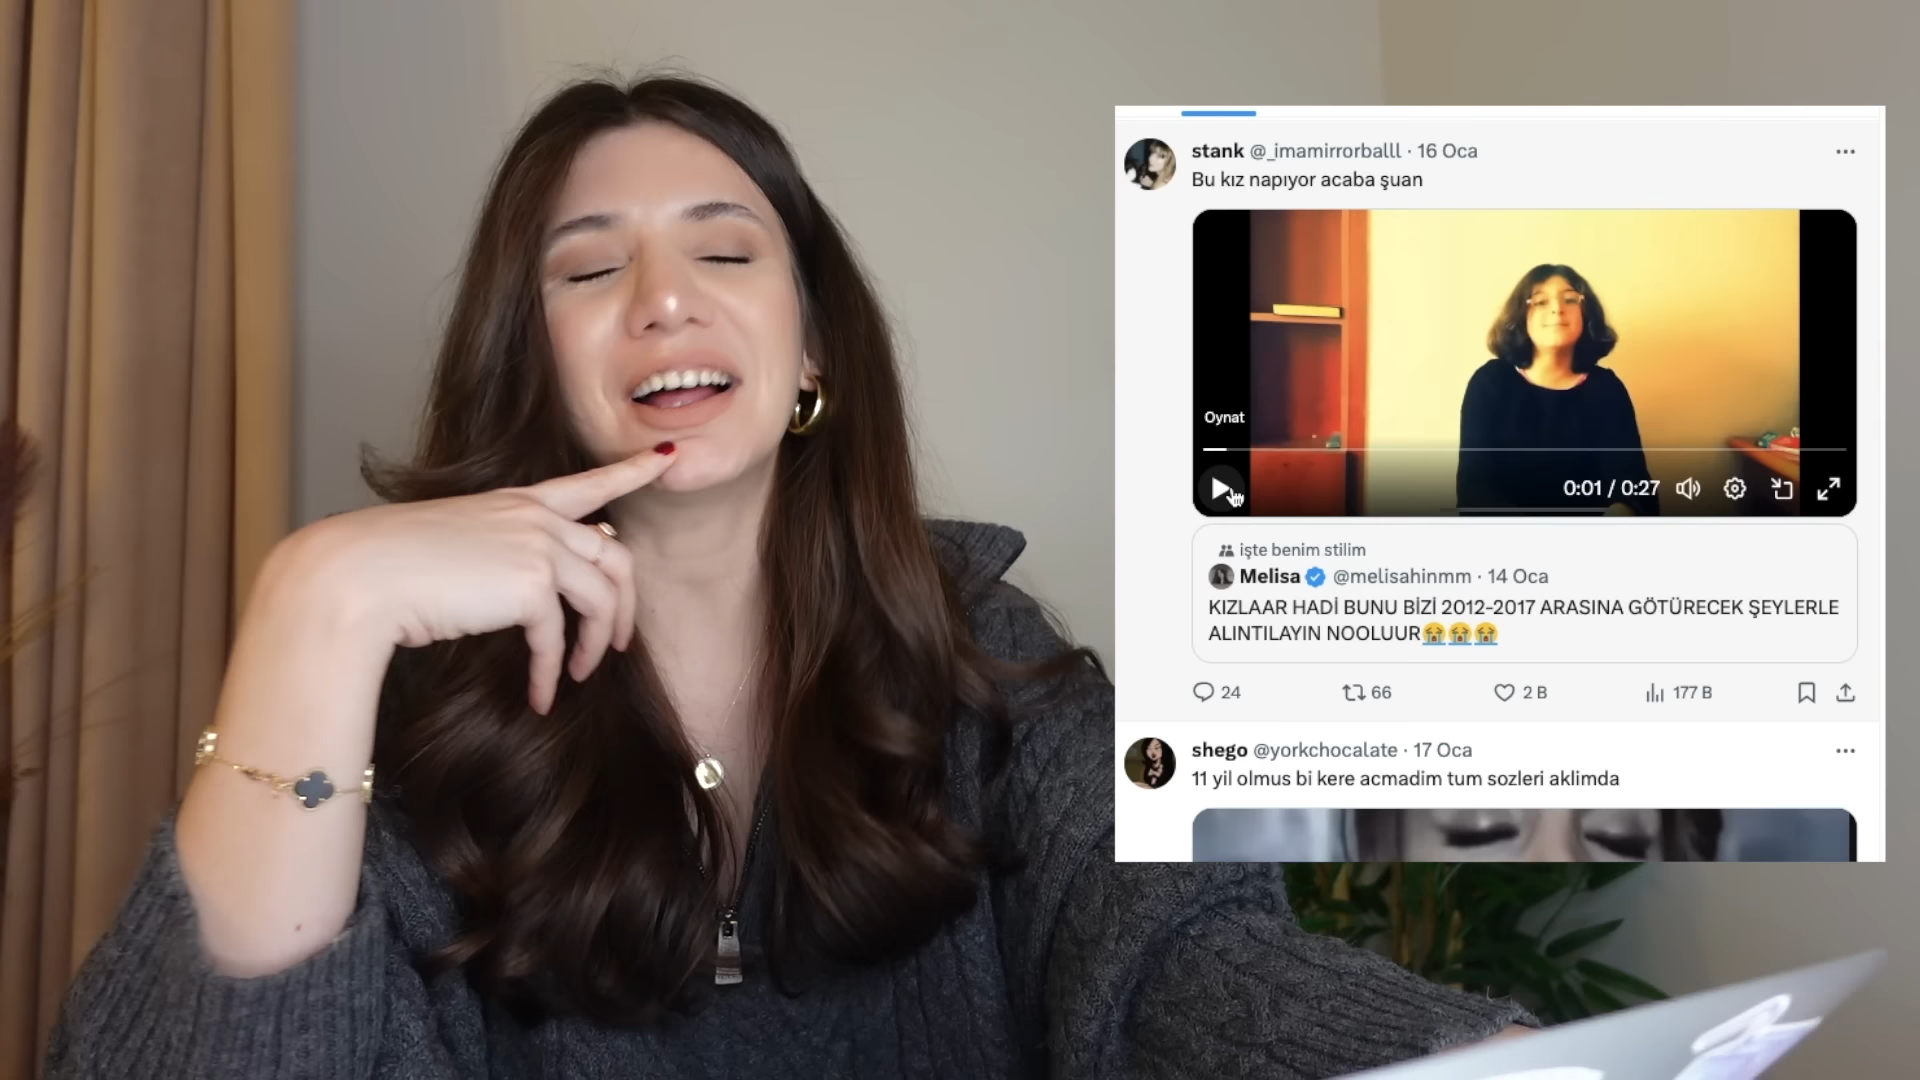 stank @_imamirrorballl · 16 Oca
Bu kız napıyor acaba şuan
Oynat
0:01 / 0:27
işte benim stilim
Melisa @melisahinmm · 14 Oca
KIZLAAR HADİ BUNU BİZİ 2012-2017 ARASINA GÖTÜRECEK ŞEYLERLE
ALINTILAYIN NOOLUUR😭😭😭
24 66 2 B 177 B
shego @yorkchocalate · 17 Oca
11 yil olmus bi kere acmadim tum sozleri aklimda